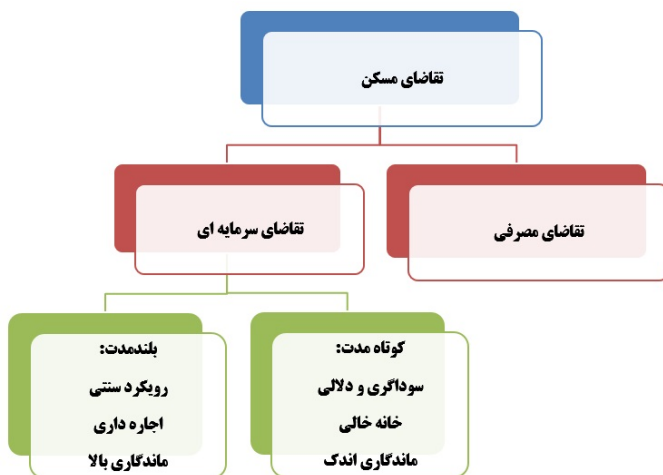 تقاضای مسکن
تقاضای مصرفی
تقاضای سرمایه ای
کوتاه مدت:
سوداگری و دلالی
خانه خالی
ماندگاری اندک
بلندمدت:
رویکرد سنتی
اجاره داری
ماندگاری بالا